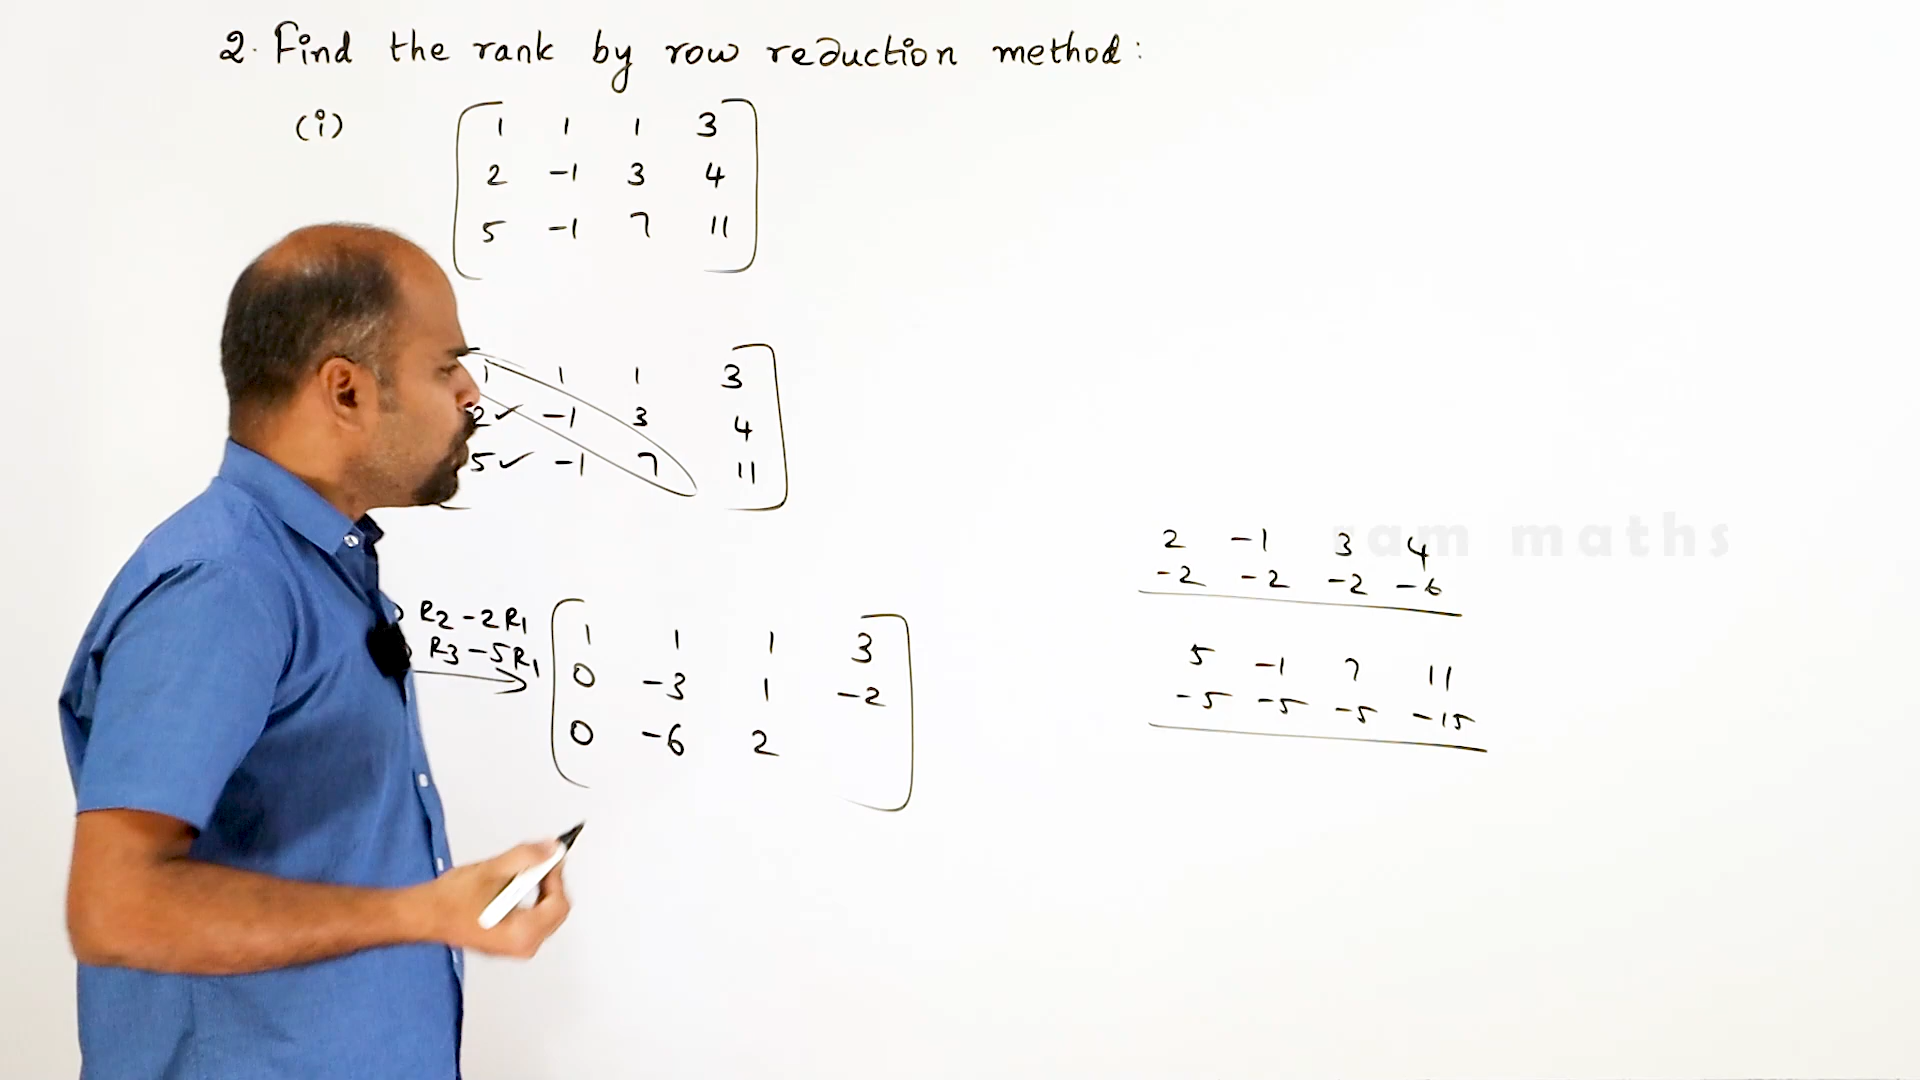 2. Find the rank by row reduction method:
(i)
1 1 1 3
2 -1 3 4
5 -1 7 11
1 1 1 3
2✓ -1 3 4
5✓ -1 7 11
R2 - 2R1
R3 - 5R1
1 1 1 3
0 -3 1 -2
0 -6 2
2 -1 3 4
-2 -2 -2 -6
5 -1 7 11
-5 -5 -5 -15
maths